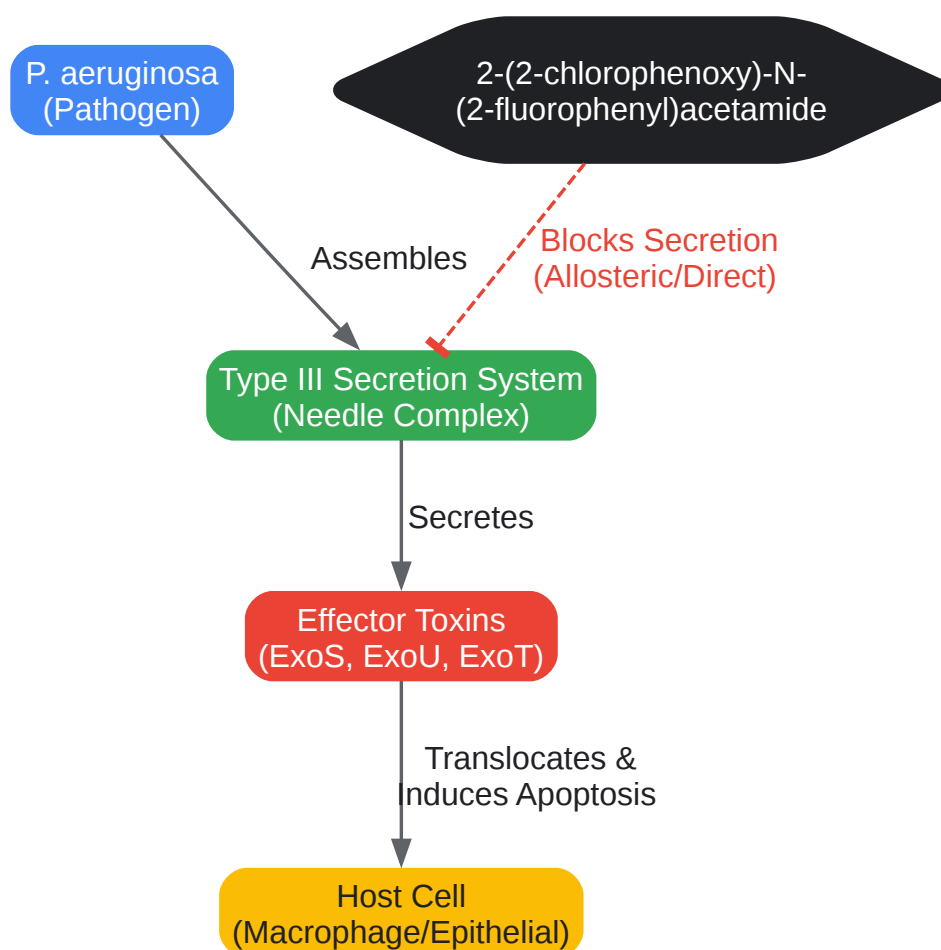 P. aeruginosa
(Pathogen)
2-(2-chlorophenoxy)-N-
(2-fluorophenyl)acetamide
Assembles
Blocks Secretion
(Allosteric/Direct)
Type III Secretion System
(Needle Complex)
Secretes
Effector Toxins
(ExoS, ExoU, ExoT)
Translocates &
Induces Apoptosis
Host Cell
(Macrophage/Epithelial)